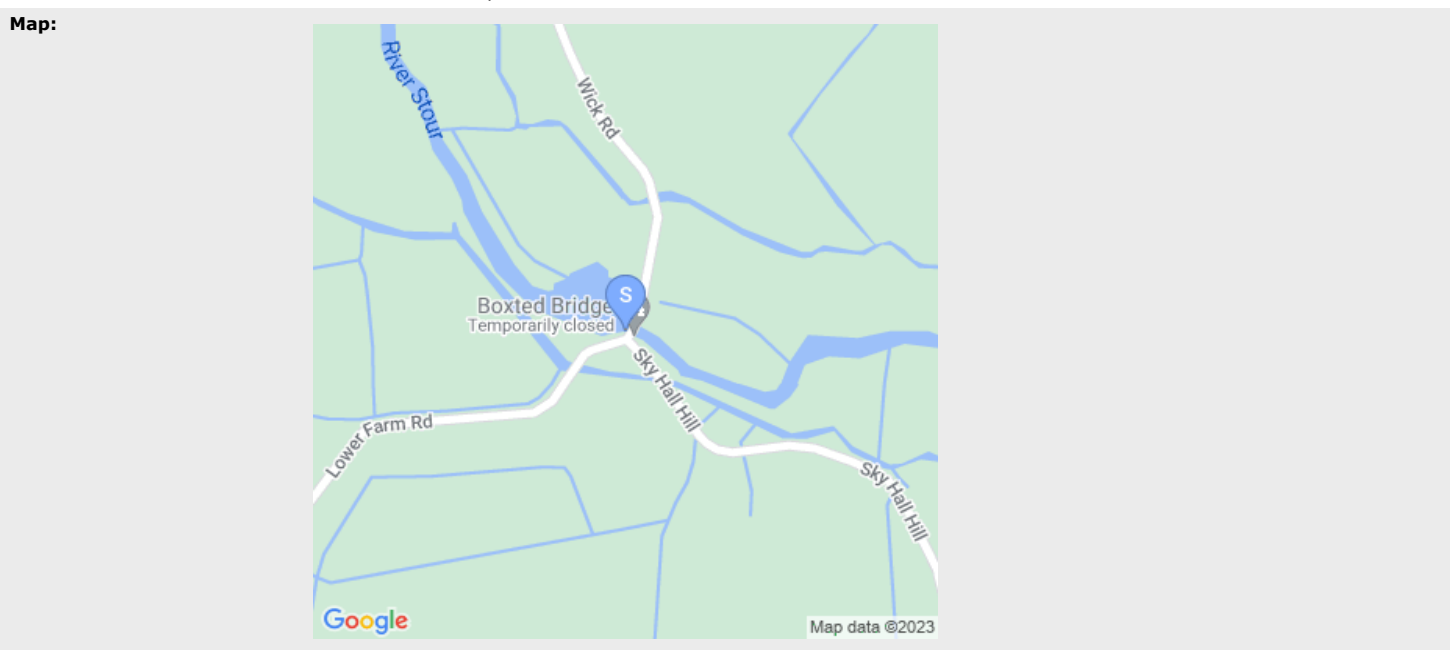 Map:
River Stour
Wick Rd
S
Boxted Bridge
Temporarily closed
Sky Hall Hill
Lower Farm Rd
Sky Hall Hill
Google
Map data ©2023